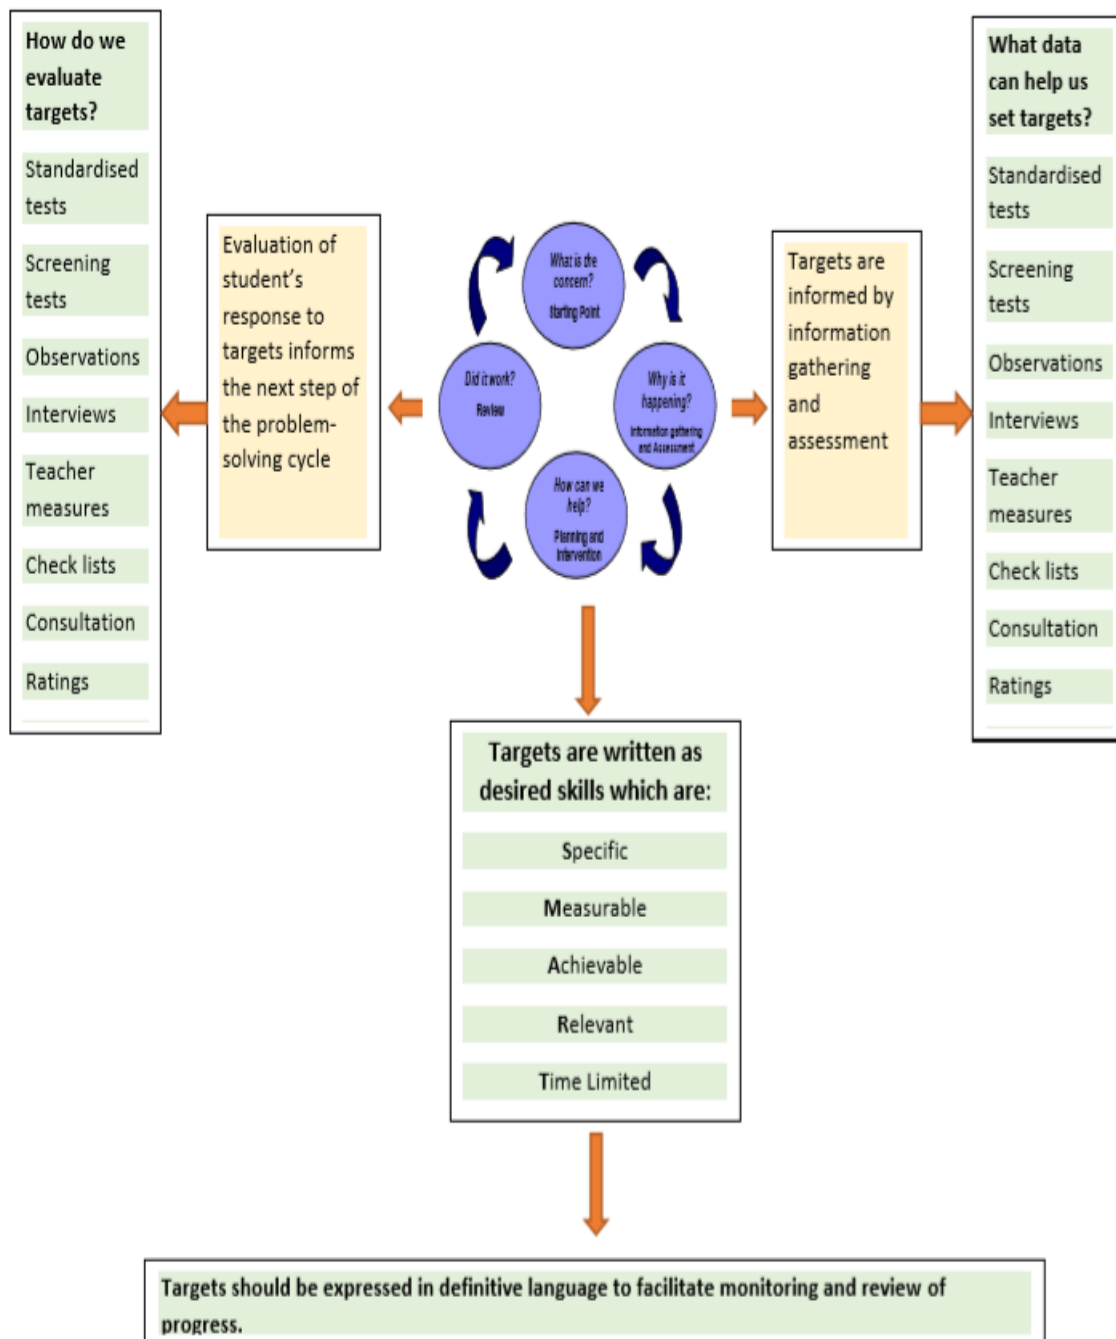 How do we
evaluate
targets?
Standardised
tests
Screening
tests
Observations
Interviews
Teacher
measures
Check lists
Consultation
Ratings
Evaluation of
student’s
response to
targets informs
the next step of
the problem-
solving cycle
What is the
concern?
Starting Point
Did it work?
Review
Why is it
happening?
Information gathering
and Assessment
How can we
help?
Planning and
Intervention
Targets are
informed by
information
gathering
and
assessment
What data
can help us
set targets?
Standardised
tests
Screening
tests
Observations
Interviews
Teacher
measures
Check lists
Consultation
Ratings
Targets are written as
desired skills which are:
Specific
Measurable
Achievable
Relevant
Time Limited
Targets should be expressed in definitive language to facilitate monitoring and review of
progress.